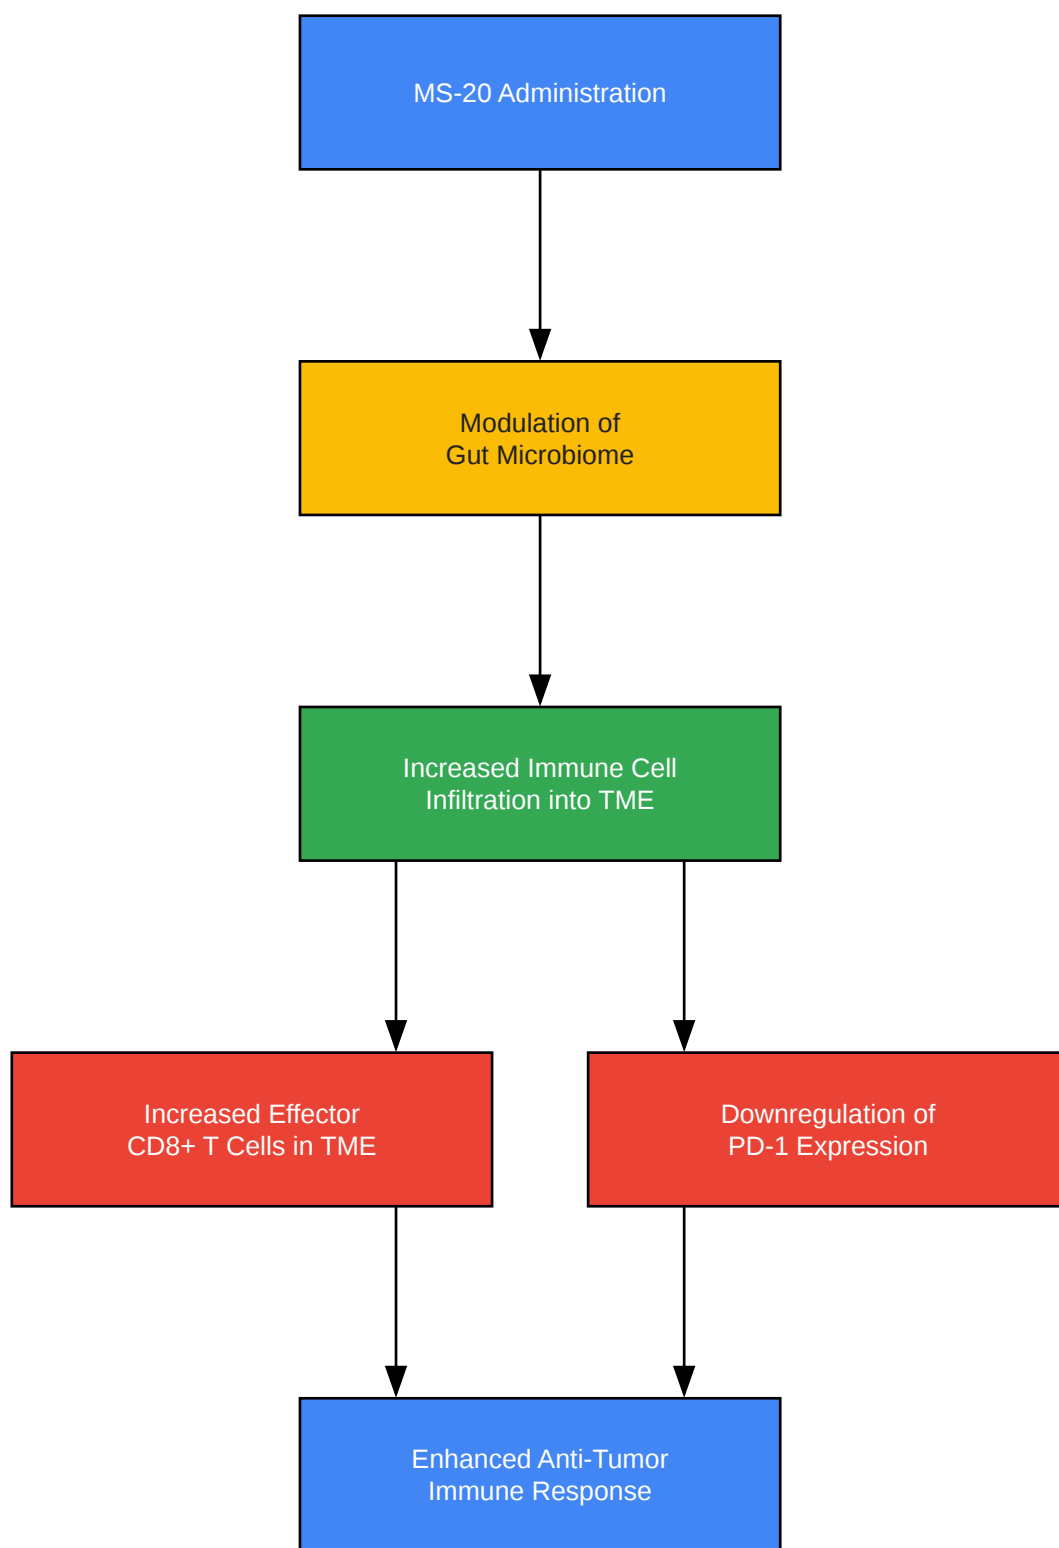 MS-20 Administration
Modulation of
Gut Microbiome
Increased Immune Cell
Infiltration into TME
Increased Effector
CD8+ T Cells in TME
Downregulation of
PD-1 Expression
Enhanced Anti-Tumor
Immune Response